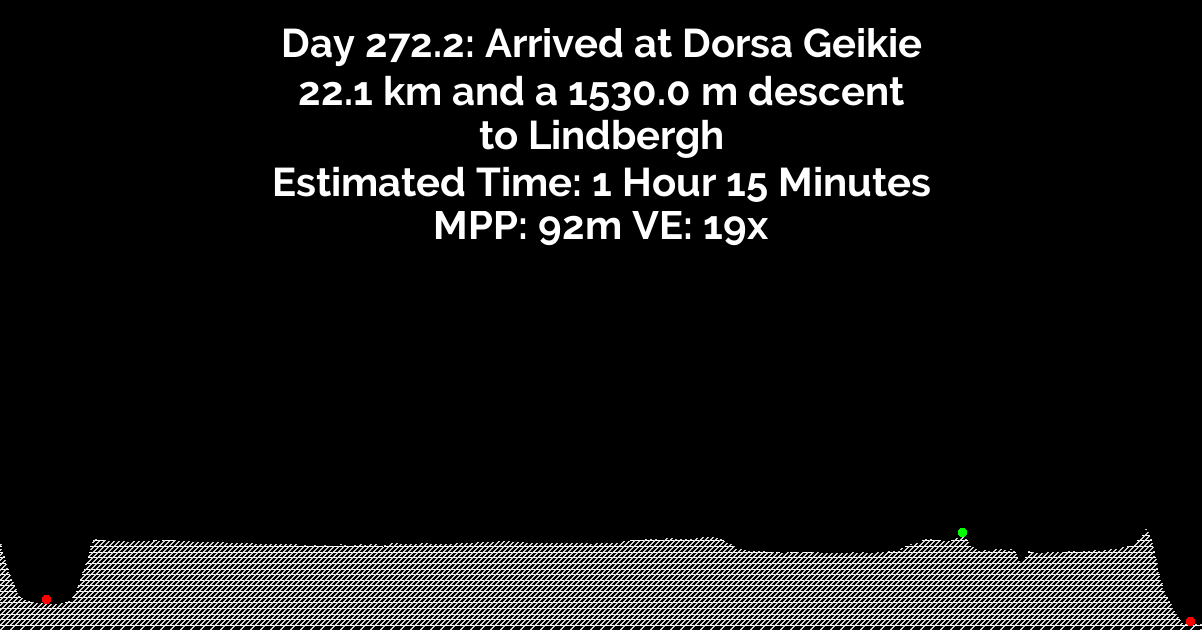 Day 272.2: Arrived at Dorsa Geikie
22.1 km and a 1530.0 m descent
to Lindbergh
Estimated Time: 1 Hour 15 Minutes
MPP: 92m VE: 19x